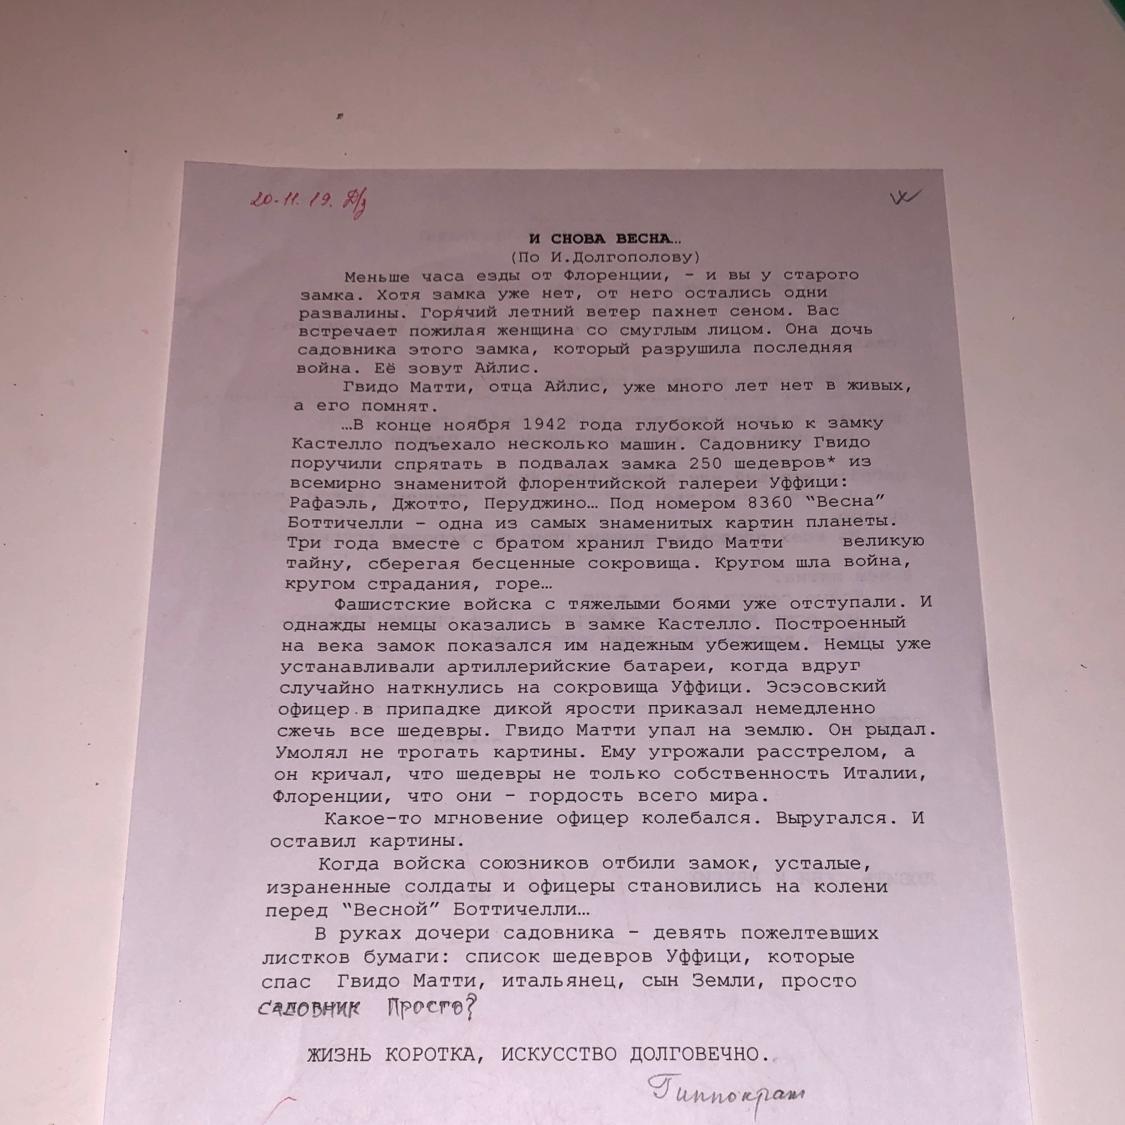 20.11.19. Д/з
И СНОВА ВЕСНА…
(По И.Долгополову)
Меньше часа езды от Флоренции, - и вы у старого
замка. Хотя замка уже нет, от него остались одни
развалины. Горячий летний ветер пахнет сеном. Вас
встречает пожилая женщина со смуглым лицом. Она дочь
садовника этого замка, который разрушила последняя
война. Её зовут Айлис.
Гвидо Матти, отца Айлис, уже много лет нет в живых,
а его помнят.
…В конце ноября 1942 года глубокой ночью к замку
Кастелло подъехало несколько машин. Садовнику Гвидо
поручили спрятать в подвалах замка 250 шедевров* из
всемирно знаменитой флорентийской галереи Уффици:
Рафаэль, Джотто, Перуджино… Под номером 8360 “Весна”
Боттичелли – одна из самых знаменитых картин планеты.
Три года вместе с братом хранил Гвидо Матти великую
тайну, сберегая бесценные сокровища. Кругом шла война,
кругом страдания, горе…
Фашистские войска с тяжелыми боями уже отступали. И
однажды немцы оказались в замке Кастелло. Построенный
на века замок показался им надежным убежищем. Немцы уже
устанавливали артиллерийские батареи, когда вдруг
случайно наткнулись на сокровища Уффици. Эсэсовский
офицер в припадке дикой ярости приказал немедленно
сжечь все шедевры. Гвидо Матти упал на землю. Он рыдал.
Умолял не трогать картины. Ему угрожали расстрелом, а
он кричал, что шедевры не только собственность Италии,
Флоренции, что они – гордость всего мира.
Какое-то мгновение офицер колебался. Выругался. И
оставил картины.
Когда войска союзников отбили замок, усталые,
израненные солдаты и офицеры становились на колени
перед “Весной” Боттичелли…
В руках дочери садовника – девять пожелтевших
листков бумаги: список шедевров Уффици, которые
спас Гвидо Матти, итальянец, сын Земли, просто
садовник Просто?
ЖИЗНЬ КОРОТКА, ИСКУССТВО ДОЛГОВЕЧНО.
Гиппократ